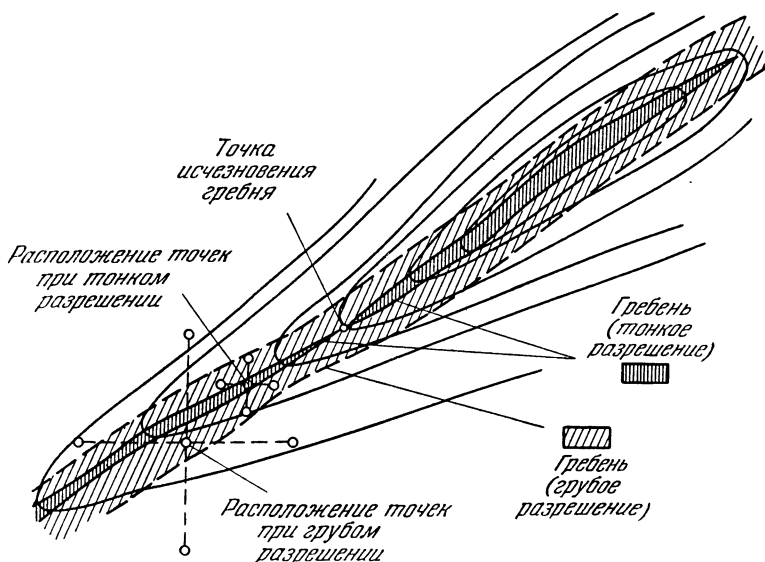 Точка
исчезновения
гребня
Расположение точек
при тонком
разрешении
Гребень
(тонкое
разрешение)
Гребень
(грубое
разрешение)
Расположение точек
при грубом
разрешении